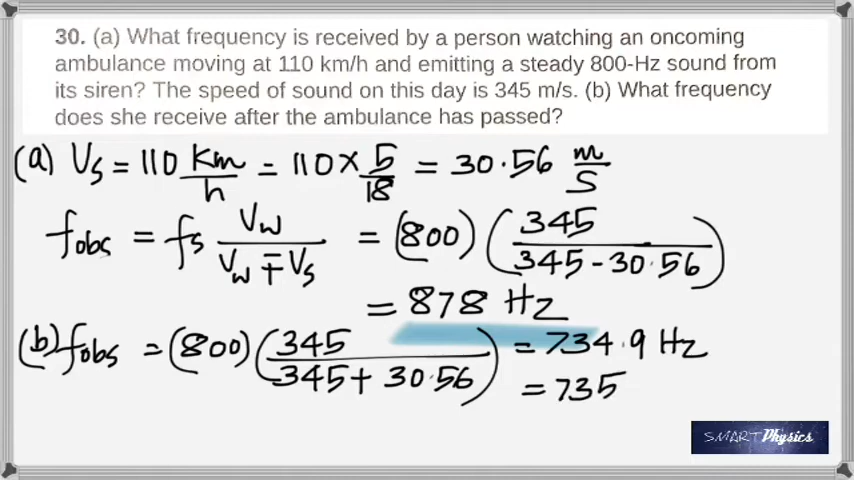 30. (a) What frequency is received by a person watching an oncoming
ambulance moving at 110 km/h and emitting a steady 800-Hz sound from
its siren? The speed of sound on this day is 345 m/s. (b) What frequency
does she receive after the ambulance has passed?
(a) Vs = 110 Km/h = 110 × 5/18 = 30.56 m/s
fobs = fs Vw/(Vw ∓ Vs) = (800) (345/(345 - 30.56))
= 878 Hz
(b) fobs = (800) (345/(345 + 30.56)) = 734.9 Hz
= 735
SMART Physics